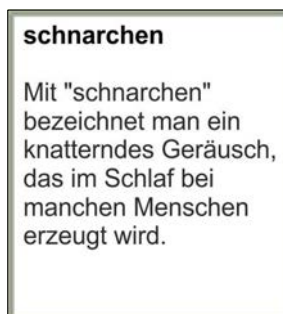 schnarchen
Mit "schnarchen"
bezeichnet man ein
knatterndes Geräusch,
das im Schlaf bei
manchen Menschen
erzeugt wird.